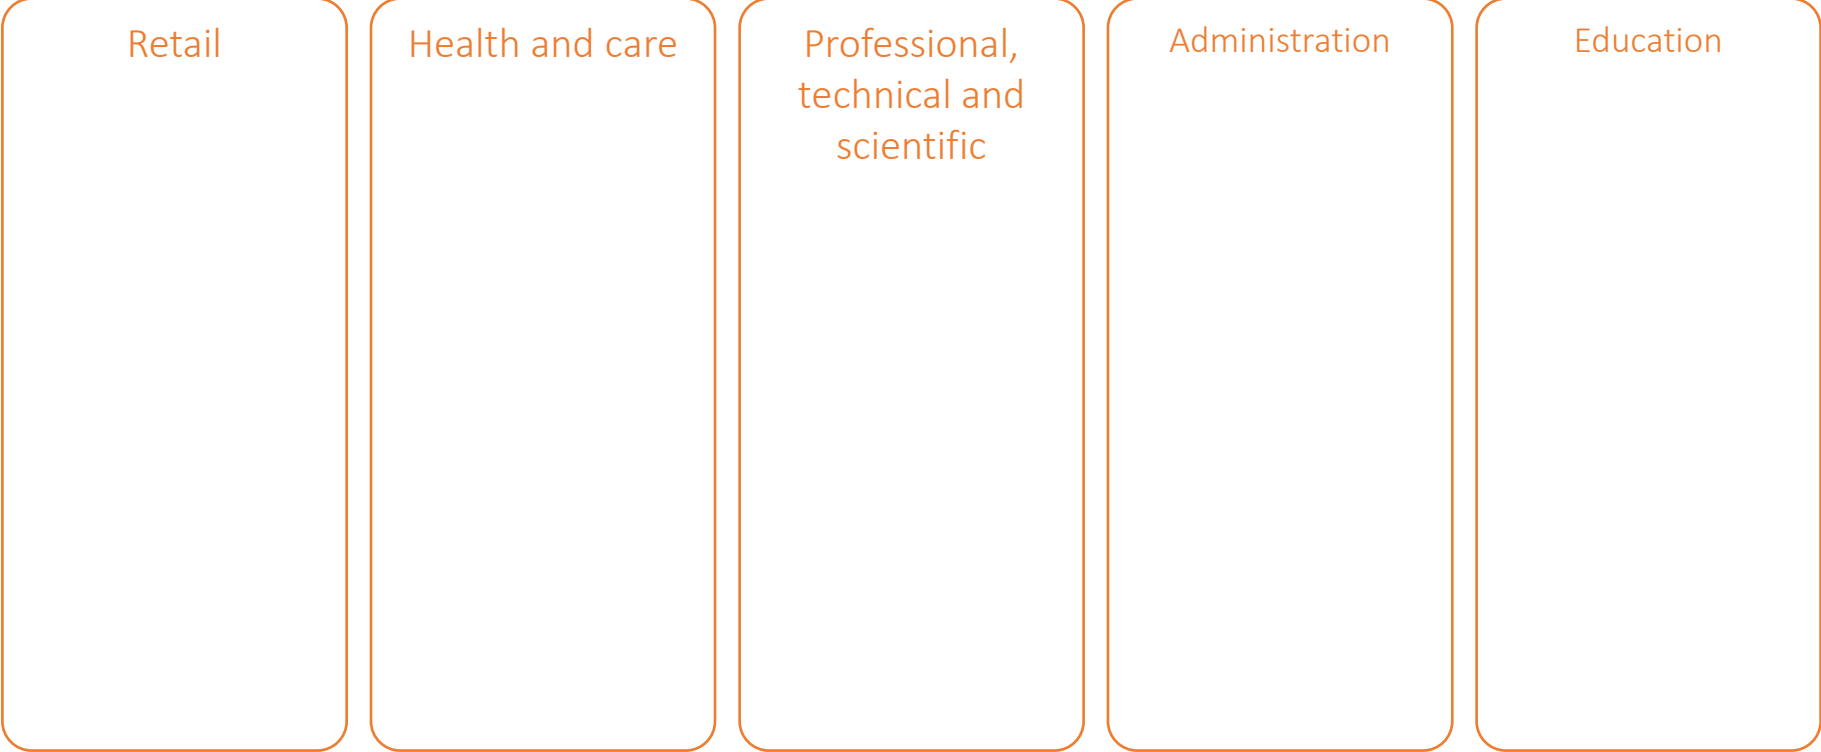 Retail
Health and care
Professional,
technical and
scientific
Administration
Education